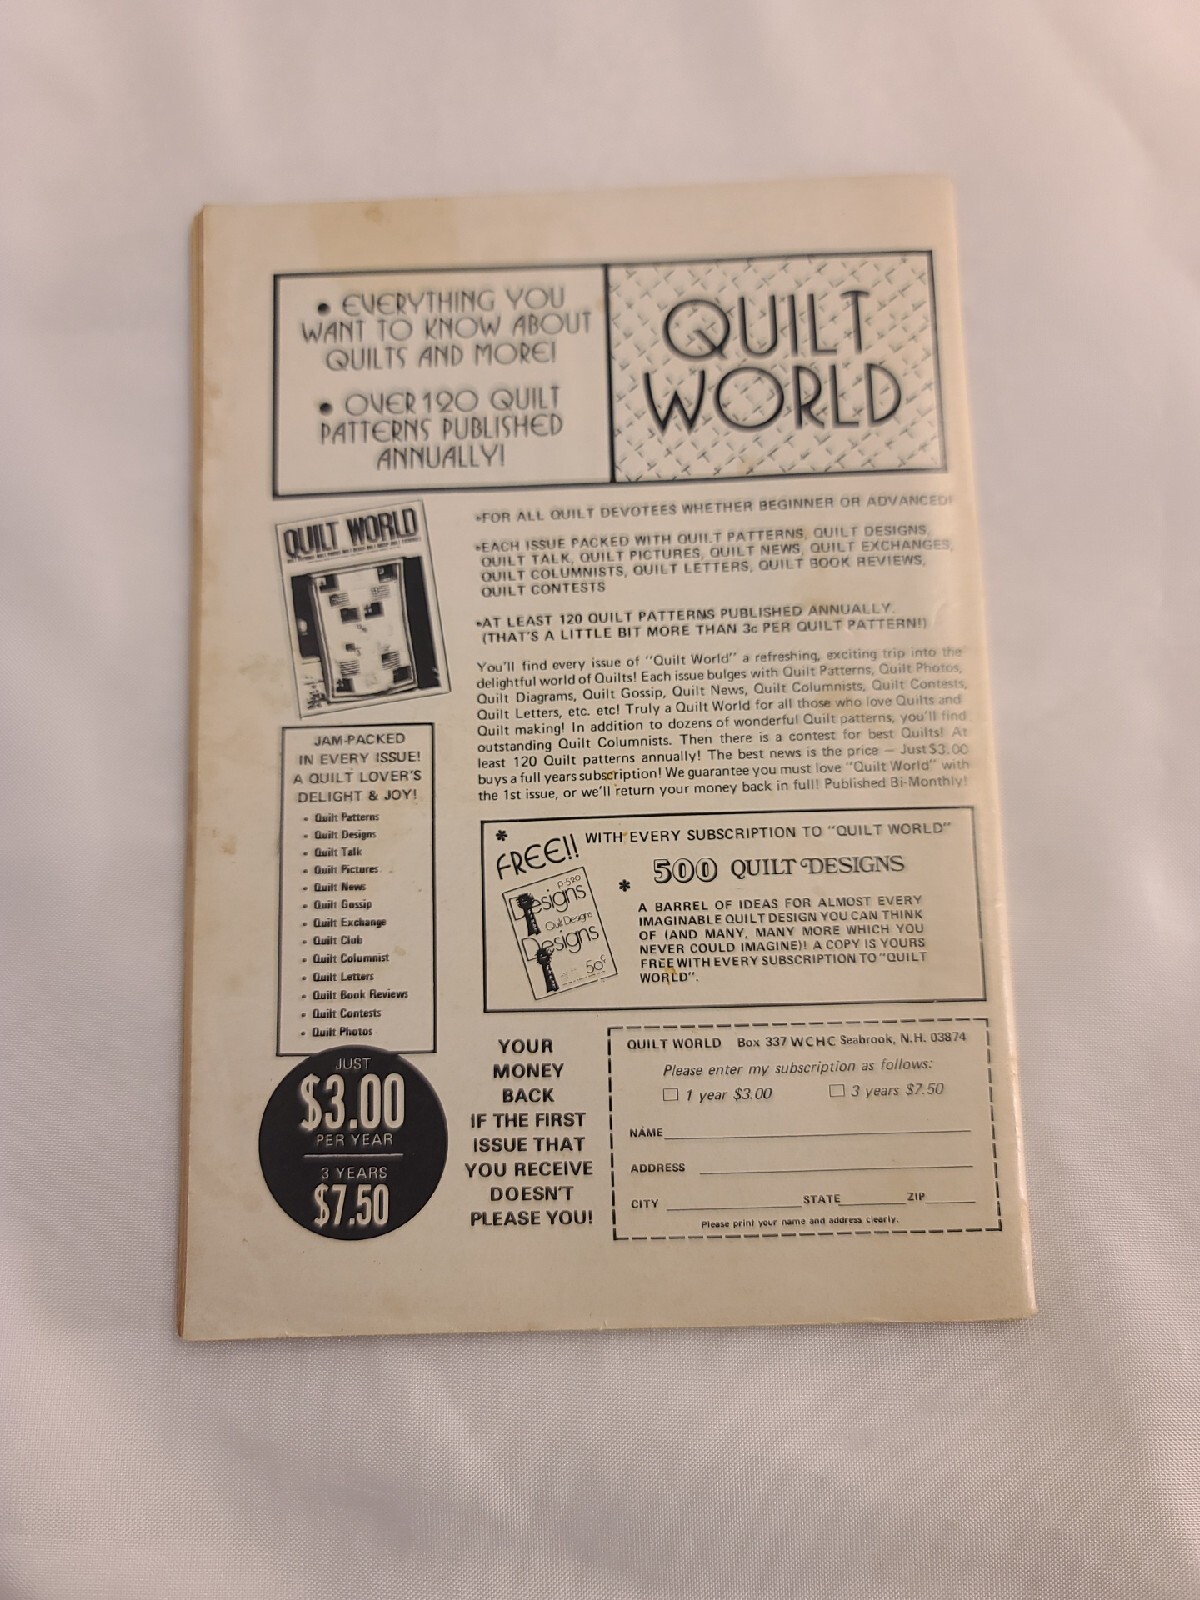 • EVERYTHING YOU
WANT TO KNOW ABOUT
QUILTS AND MORE!
• OVER 120 QUILT
PATTERNS PUBLISHED
ANNUALLY!
QUILT
WORLD
QUILT WORLD
*FOR ALL QUILT DEVOTEES WHETHER BEGINNER OR ADVANCED!
*EACH ISSUE PACKED WITH QUILT PATTERNS, QUILT DESIGNS,
QUILT TALK, QUILT PICTURES, QUILT NEWS, QUILT EXCHANGES,
QUILT COLUMNISTS, QUILT LETTERS, QUILT BOOK REVIEWS,
QUILT CONTESTS
*AT LEAST 120 QUILT PATTERNS PUBLISHED ANNUALLY.
(THAT'S A LITTLE BIT MORE THAN 3c PER QUILT PATTERN!)
You'll find every issue of "Quilt World" a refreshing, exciting trip into the
delightful world of Quilts! Each issue bulges with Quilt Patterns, Quilt Photos,
Quilt Diagrams, Quilt Gossip, Quilt News, Quilt Columnists, Quilt Contests,
Quilt Letters, etc. etc! Truly a Quilt World for all those who love Quilts and
Quilt making! In addition to dozens of wonderful Quilt patterns, you'll find
outstanding Quilt Columnists. Then there is a contest for best Quilts! At
least 120 Quilt patterns annually! The best news is the price — Just $3.00
buys a full years subscription! We guarantee you must love "Quilt World" with
the 1st issue, or we'll return your money back in full! Published Bi-Monthly!
JAM-PACKED
IN EVERY ISSUE!
A QUILT LOVER'S
DELIGHT & JOY!
• Quilt Patterns
• Quilt Designs
• Quilt Talk
• Quilt Pictures
• Quilt News
• Quilt Gossip
• Quilt Exchange
• Quilt Club
• Quilt Columnist
• Quilt Letters
• Quilt Book Reviews
• Quilt Contests
• Quilt Photos
* FREE!! WITH EVERY SUBSCRIPTION TO "QUILT WORLD"
* 500 QUILT DESIGNS
P-520
Designs
Quilt Designs
Designs
50¢
A BARREL OF IDEAS FOR ALMOST EVERY
IMAGINABLE QUILT DESIGN YOU CAN THINK
OF (AND MANY, MANY MORE WHICH YOU
NEVER COULD IMAGINE)! A COPY IS YOURS
FREE WITH EVERY SUBSCRIPTION TO "QUILT
WORLD".
JUST
$3.00
PER YEAR
3 YEARS
$7.50
YOUR
MONEY
BACK
IF THE FIRST
ISSUE THAT
YOU RECEIVE
DOESN'T
PLEASE YOU!
QUILT WORLD Box 337 WCHC Seabrook, N.H. 03874
Please enter my subscription as follows:
1 year $3.00 3 years $7.50
NAME
ADDRESS
CITY STATE ZIP
Please print your name and address clearly.